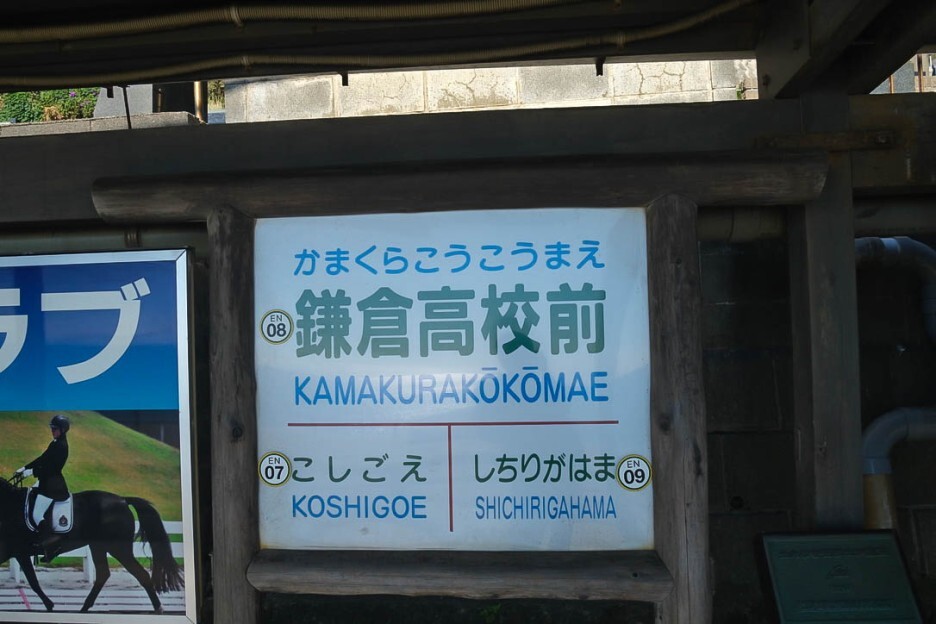 ラブ
かまくらこうこうまえ
EN
08
鎌倉高校前
KAMAKURAKŌKŌMAE
EN
07
こしごえ
しちりがはま
EN
09
KOSHIGOE
SHICHIRIGAHAMA